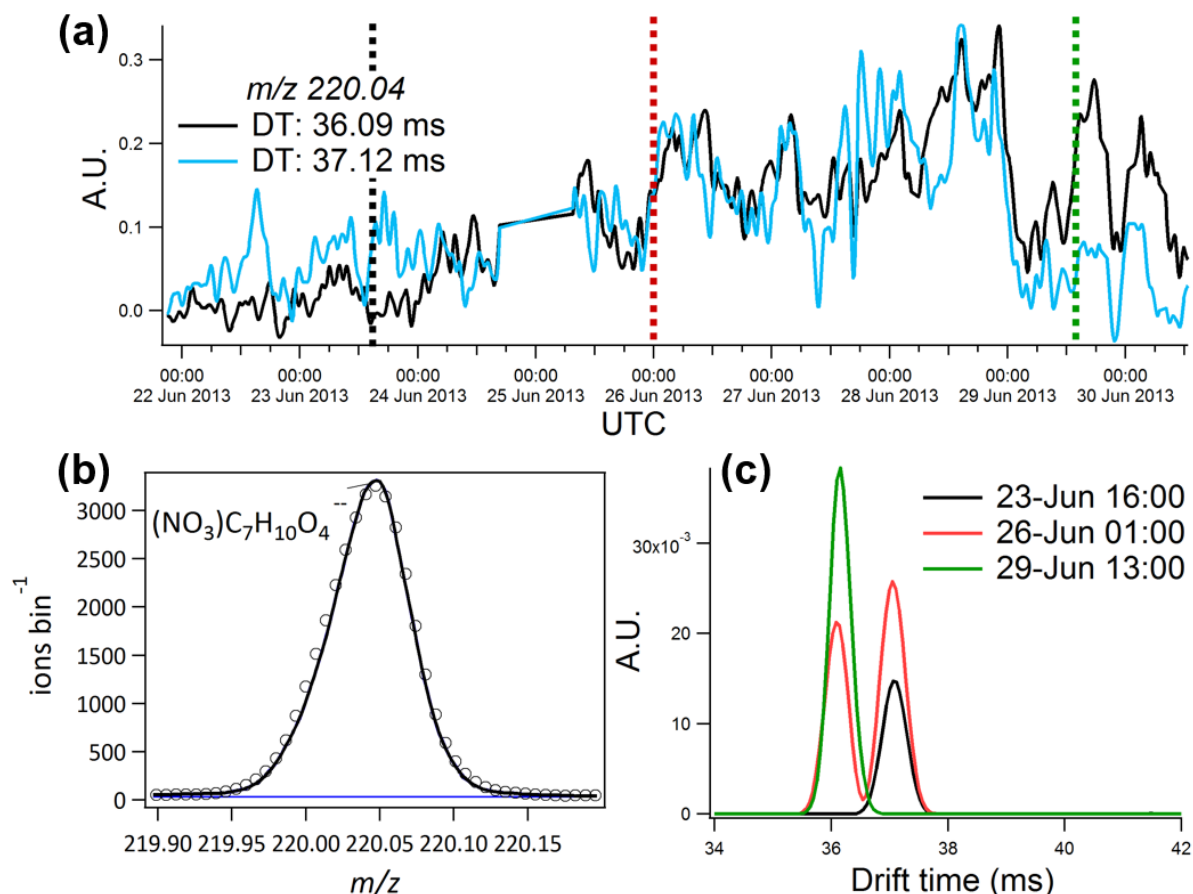 (a)
A.U.
0.3
0.2
0.1
0.0
m/z 220.04
DT: 36.09 ms
DT: 37.12 ms
00:00 00:00 00:00 00:00 00:00 00:00 00:00 00:00 00:00
22 Jun 2013 23 Jun 2013 24 Jun 2013 25 Jun 2013 26 Jun 2013 27 Jun 2013 28 Jun 2013 29 Jun 2013 30 Jun 2013
UTC
(b)
ions bin⁻¹
3000
2500
2000
1500
1000
500
0
(NO₃)C₇H₁₀O₄⁻⁻
219.90 219.95 220.00 220.05 220.10 220.15
m/z
(c)
A.U.
30x10⁻³
20
10
0
23-Jun 16:00
26-Jun 01:00
29-Jun 13:00
34 36 38 40 42
Drift time (ms)